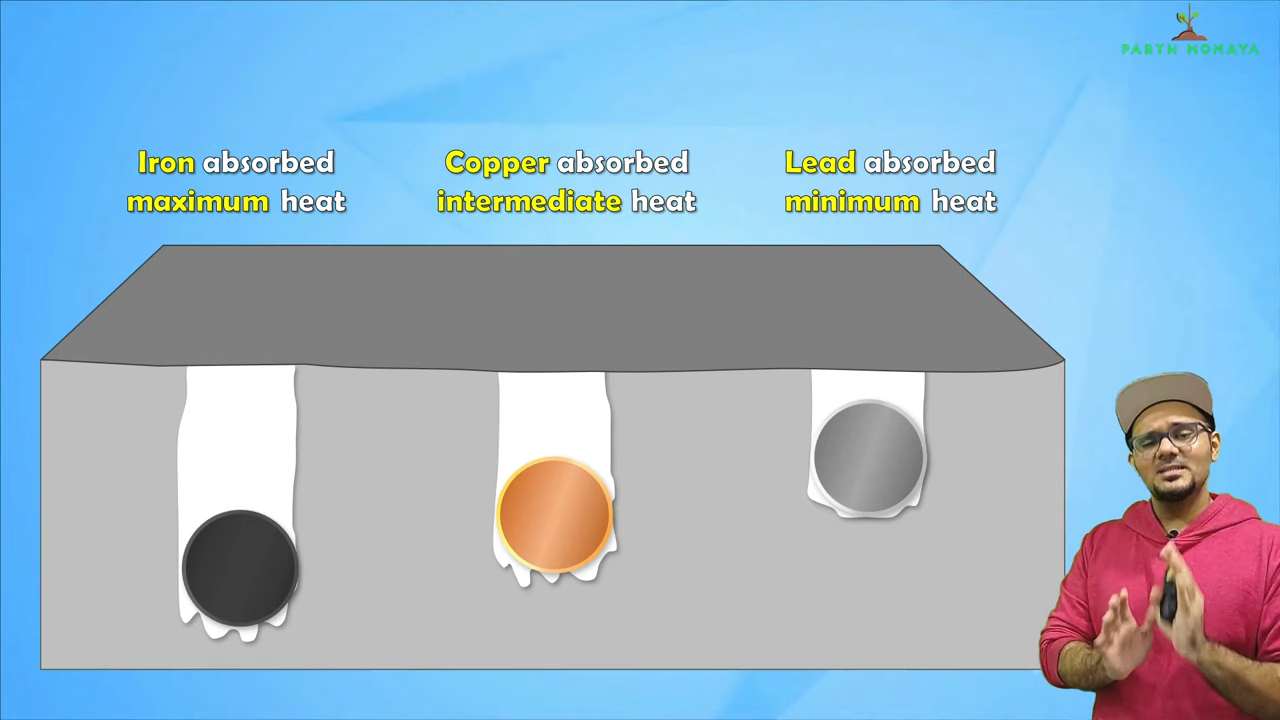 PARTH MOMAYA
Iron absorbed
maximum heat
Copper absorbed
intermediate heat
Lead absorbed
minimum heat